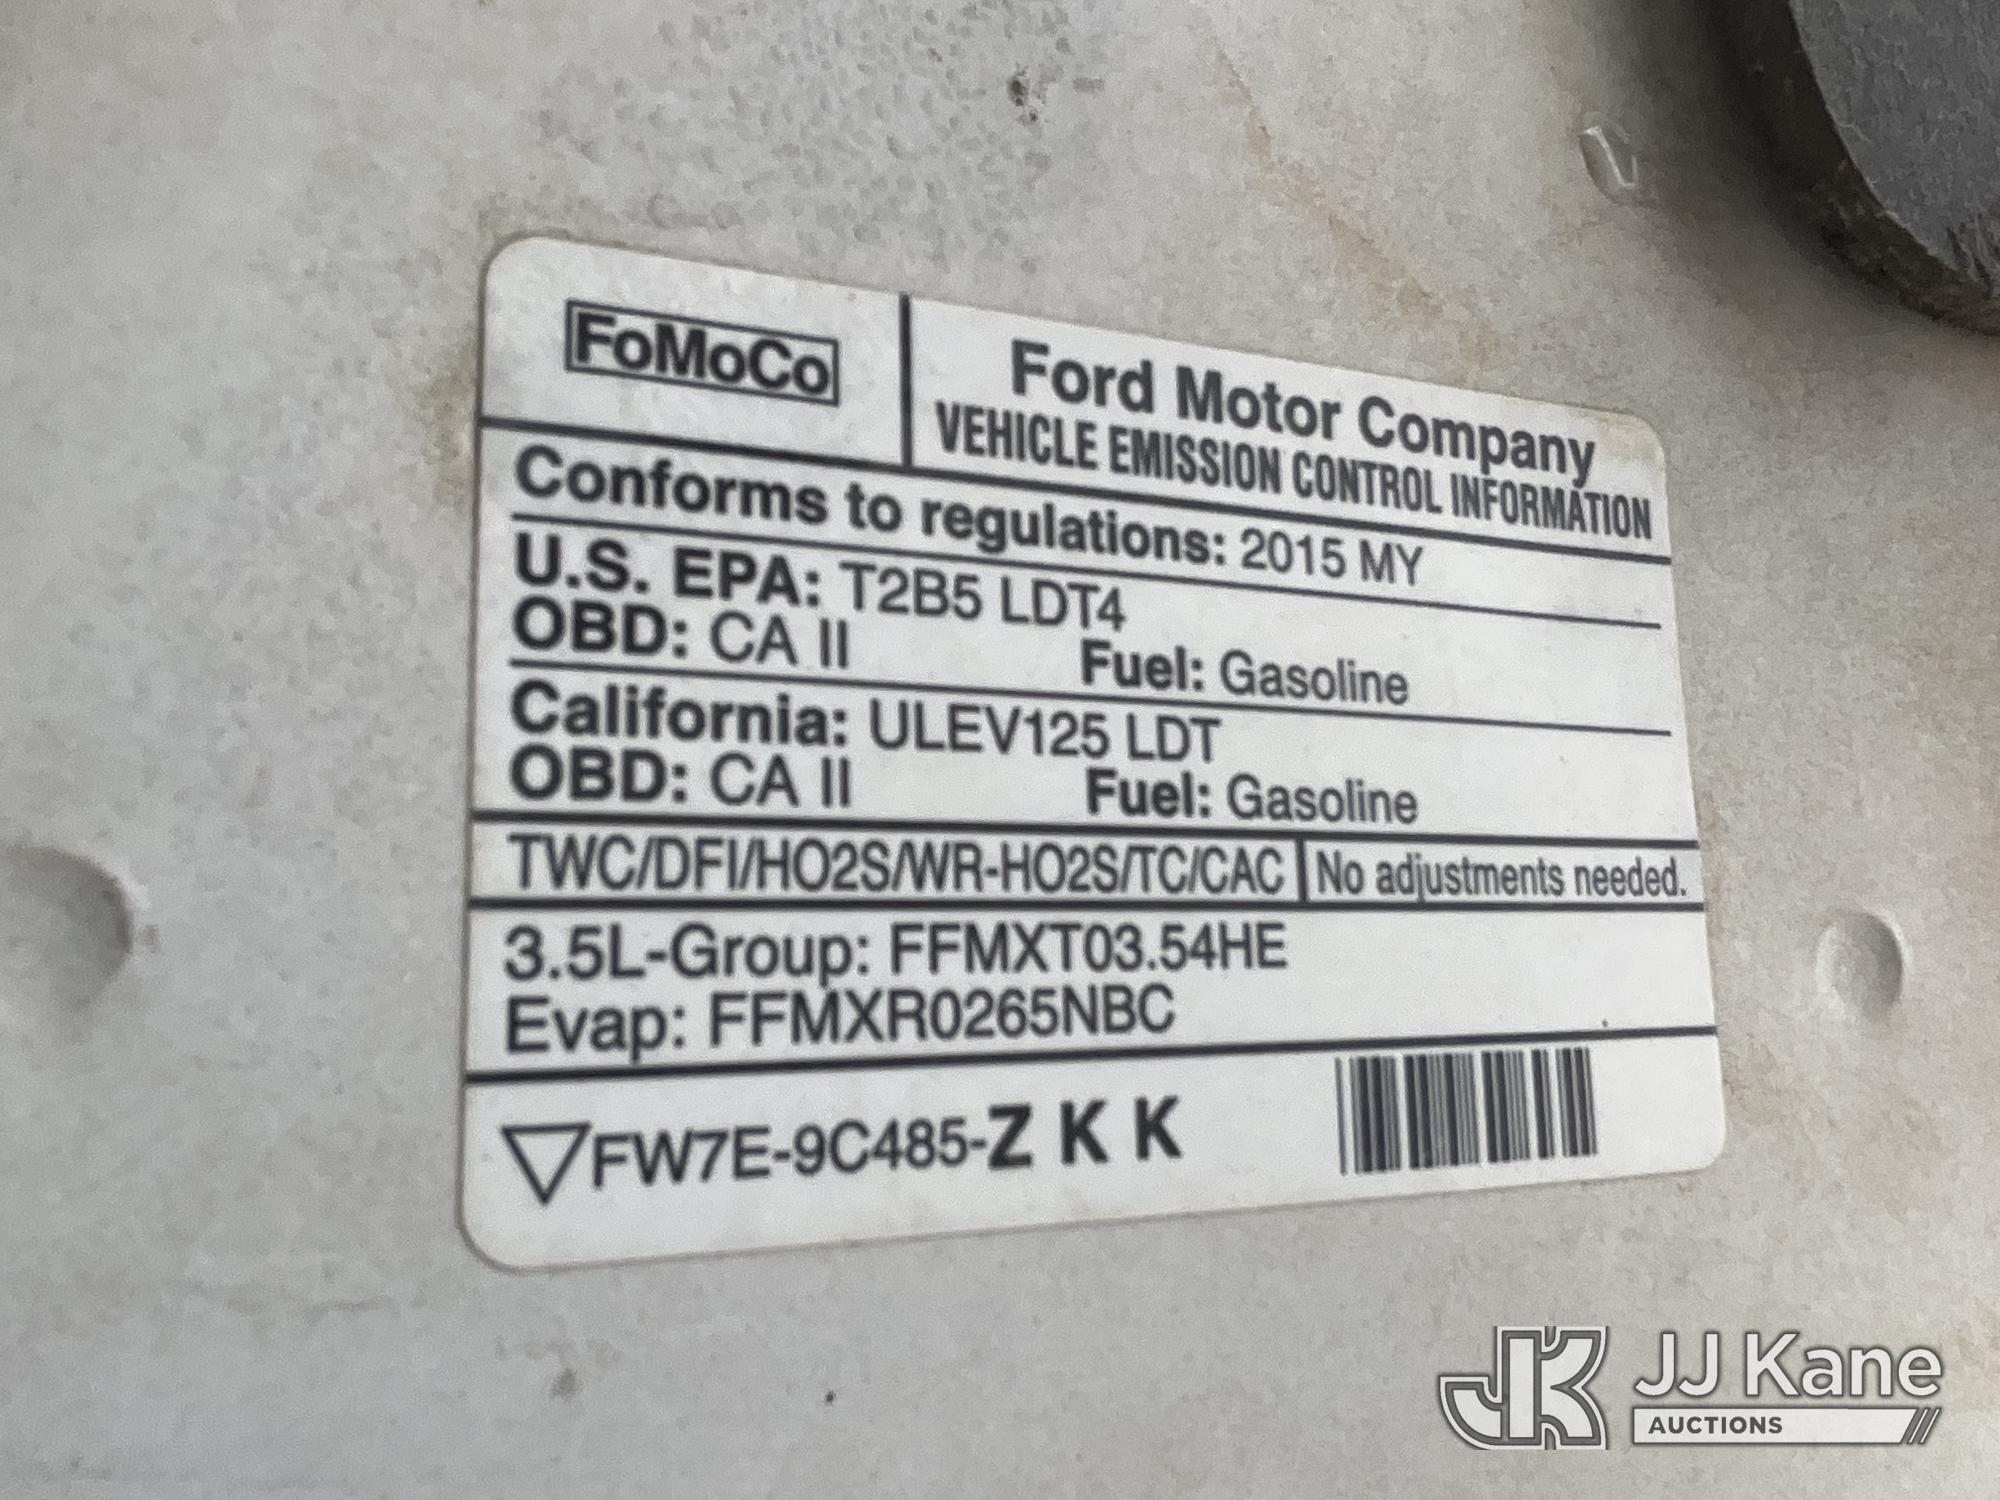 FoMoCo
Ford Motor Company
VEHICLE EMISSION CONTROL INFORMATION
Conforms to regulations: 2015 MY
U.S. EPA: T2B5 LDT4
OBD: CA II Fuel: Gasoline
California: ULEV125 LDT
OBD: CA II Fuel: Gasoline
TWC/DFI/HO2S/WR-HO2S/TC/CAC No adjustments needed.
3.5L-Group: FFMXT03.54HE
Evap: FFMXR0265NBC
FW7E-9C485-Z K K
JK JJ Kane
AUCTIONS